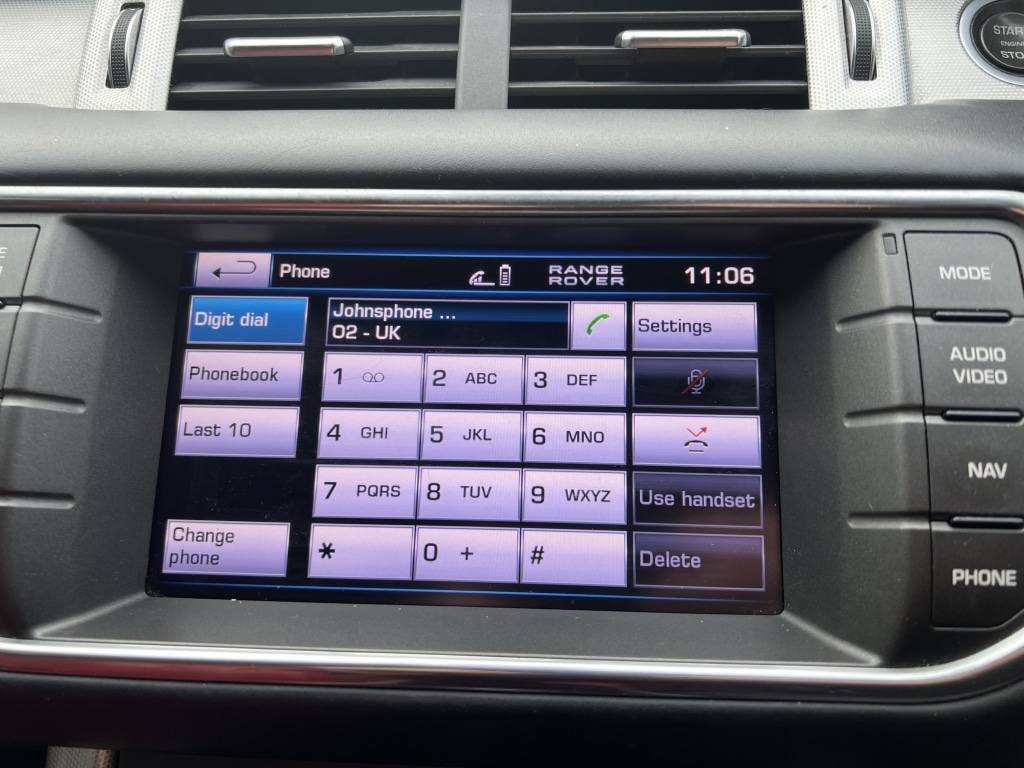 START
ENGINE
STOP
Phone
RANGE
ROVER
11:06
Digit dial
Johnsphone ...
02 - UK
Settings
Phonebook
1
2 ABC
3 DEF
Last 10
4 GHI
5 JKL
6 MNO
7 PQRS
8 TUV
9 WXYZ
Use handset
Change
phone
*
0 +
#
Delete
MODE
AUDIO
VIDEO
NAV
PHONE